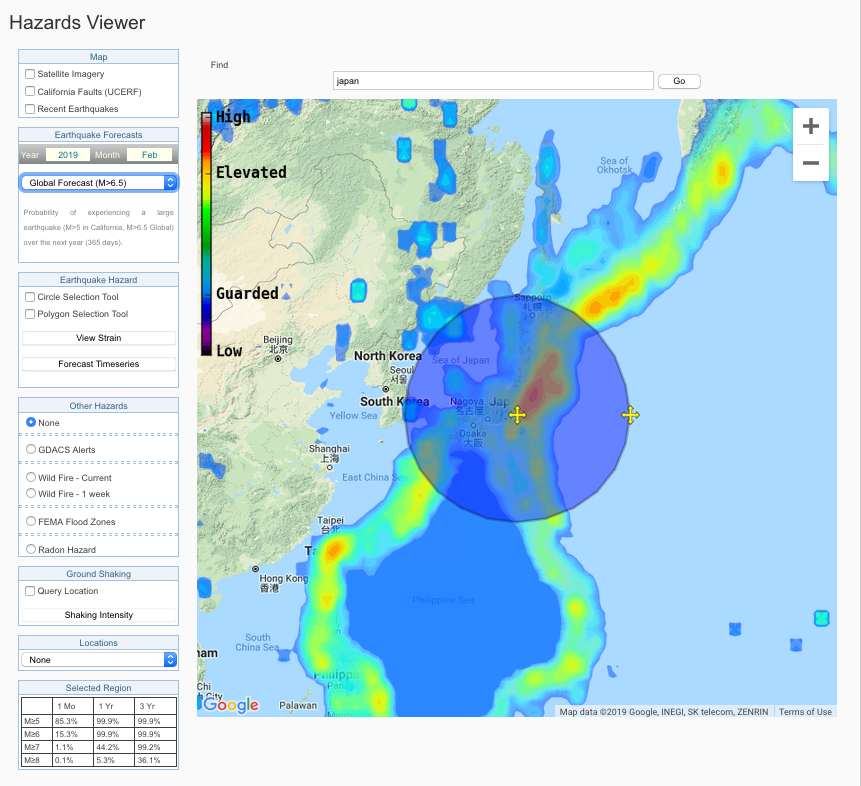 Hazards Viewer
Map
Satellite Imagery
California Faults (UCERF)
Recent Earthquakes
Earthquake Forecasts
Year 2019 Month Feb
Global Forecast (M>6.5)
Probability of experiencing a large
earthquake (M>5 in California, M>6.5 Global)
over the next year (365 days).
Earthquake Hazard
Circle Selection Tool
Polygon Selection Tool
View Strain
Forecast Timeseries
Other Hazards
None
GDACS Alerts
Wild Fire - Current
Wild Fire - 1 week
FEMA Flood Zones
Radon Hazard
Ground Shaking
Query Location
Shaking Intensity
Locations
None
Selected Region
1 Mo 1 Yr 3 Yr
M≥5 85.3% 99.9% 99.9%
M≥6 15.3% 99.9% 99.9%
M≥7 1.1% 44.2% 99.2%
M≥8 0.1% 5.3% 36.1%
Find
japan
Go
High
Elevated
Guarded
Low
+
−
Sea of
Okhotsk
Sapporo
札幌
Beijing
北京
North Korea
Sea of Japan
Seoul
서울
South Korea
Nagoya
名古屋
Jap
Yellow Sea
Osaka
大阪
Shanghai
上海
East China Se
Taipei
台北
Ta
Hong Kong
香港
Philippine Sea
South
China Sea
nam
Chi
h City
Philippi
Panay
Palawan
Google
Map data ©2019 Google, INEGI, SK telecom, ZENRIN
Terms of Use